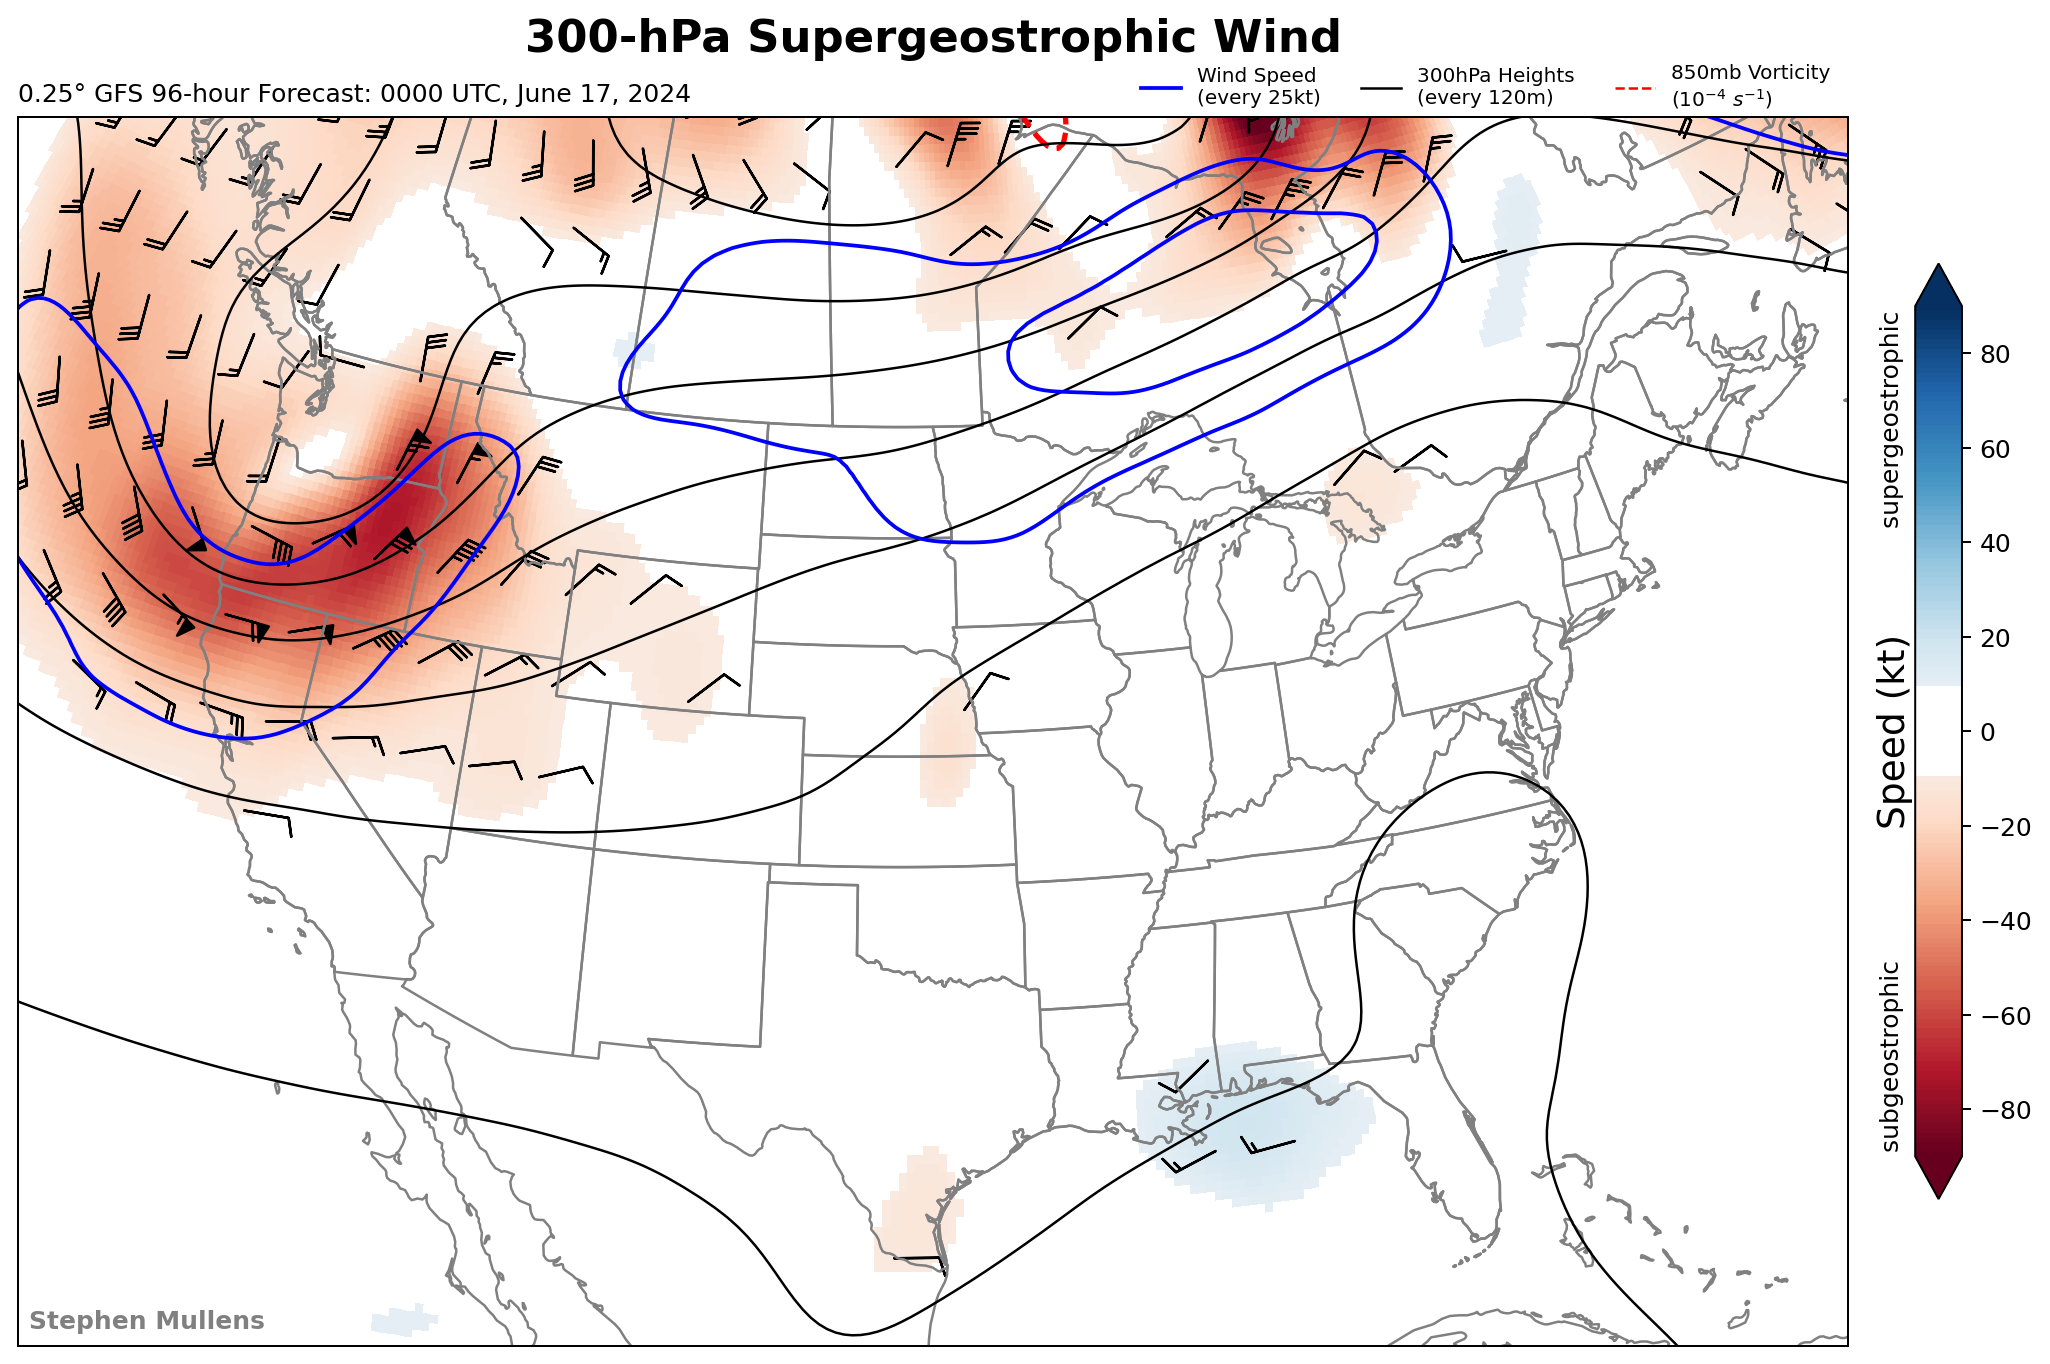 300-hPa Supergeostrophic Wind
0.25° GFS 96-hour Forecast: 0000 UTC, June 17, 2024
Wind Speed
(every 25kt)
300hPa Heights
(every 120m)
850mb Vorticity
(10⁻⁴ s⁻¹)
supergeostrophic
Speed (kt)
subgeostrophic
80
60
40
20
0
−20
−40
−60
−80
Stephen Mullens